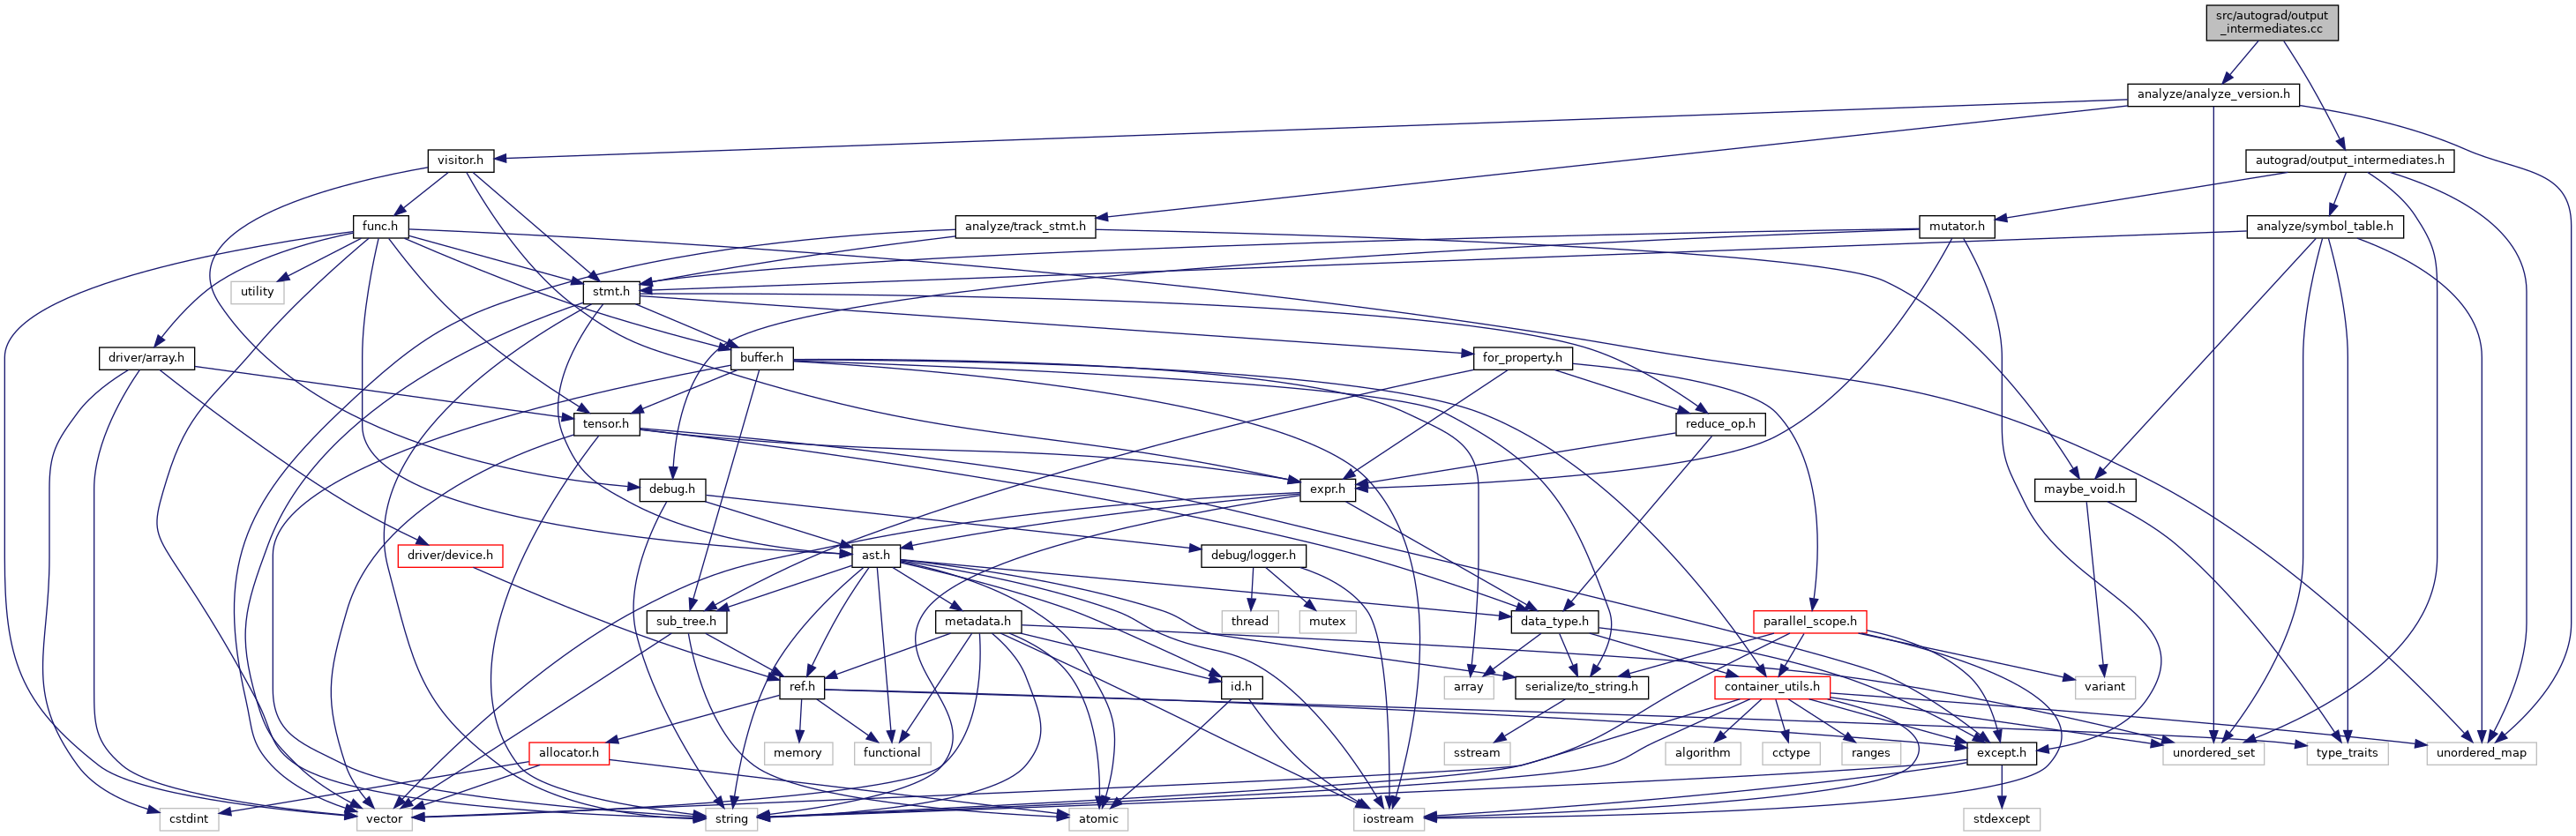 src/autograd/output
_intermediates.cc
analyze/analyze_version.h
visitor.h
autograd/output_intermediates.h
func.h
analyze/track_stmt.h
mutator.h
analyze/symbol_table.h
utility
stmt.h
driver/array.h
buffer.h
for_property.h
tensor.h
reduce_op.h
debug.h
expr.h
maybe_void.h
driver/device.h
ast.h
debug/logger.h
sub_tree.h
metadata.h
thread
mutex
data_type.h
parallel_scope.h
ref.h
id.h
array
serialize/to_string.h
container_utils.h
variant
allocator.h
memory
functional
sstream
algorithm
cctype
ranges
except.h
unordered_set
type_traits
unordered_map
cstdint
vector
string
atomic
iostream
stdexcept